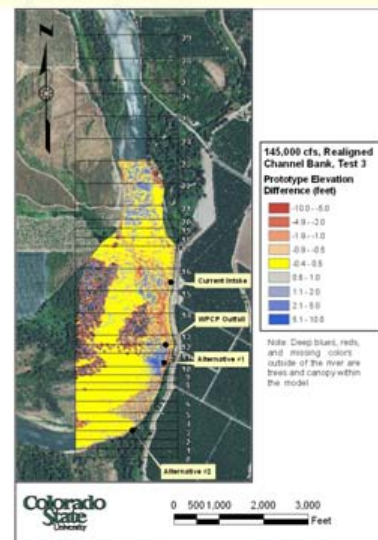 Z
145,000 cfs, Realigned
Channel Bank, Test 3
Prototype Elevation
Difference (feet)
-10.0 - -5.0
-4.9 - -2.0
-1.9 - -1.0
-0.9 - -0.5
-0.4 - 0.5
0.6 - 1.0
1.1 - 2.0
2.1 - 5.0
5.1 - 10.0
Note: Deep blues, reds,
and missing colors
outside of the river are
trees and canopy within
the model
Current Intake
WPCP Outfall
Alternative #1
Alternative #2
Colorado
State
University
0 500 1,000 2,000 3,000
Feet